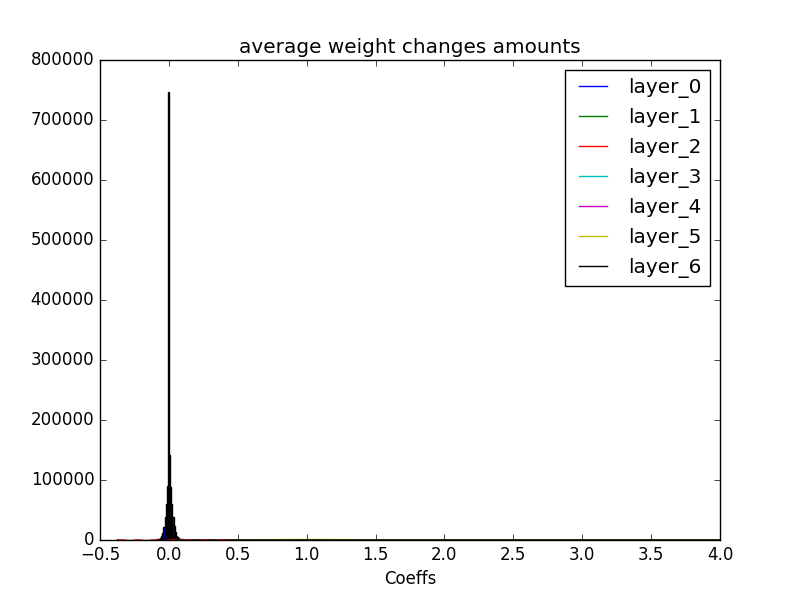 average weight changes amounts
800000
700000
600000
500000
400000
300000
200000
100000
0
−0.5 0.0 0.5 1.0 1.5 2.0 2.5 3.0 3.5 4.0
Coeffs
layer_0
layer_1
layer_2
layer_3
layer_4
layer_5
layer_6